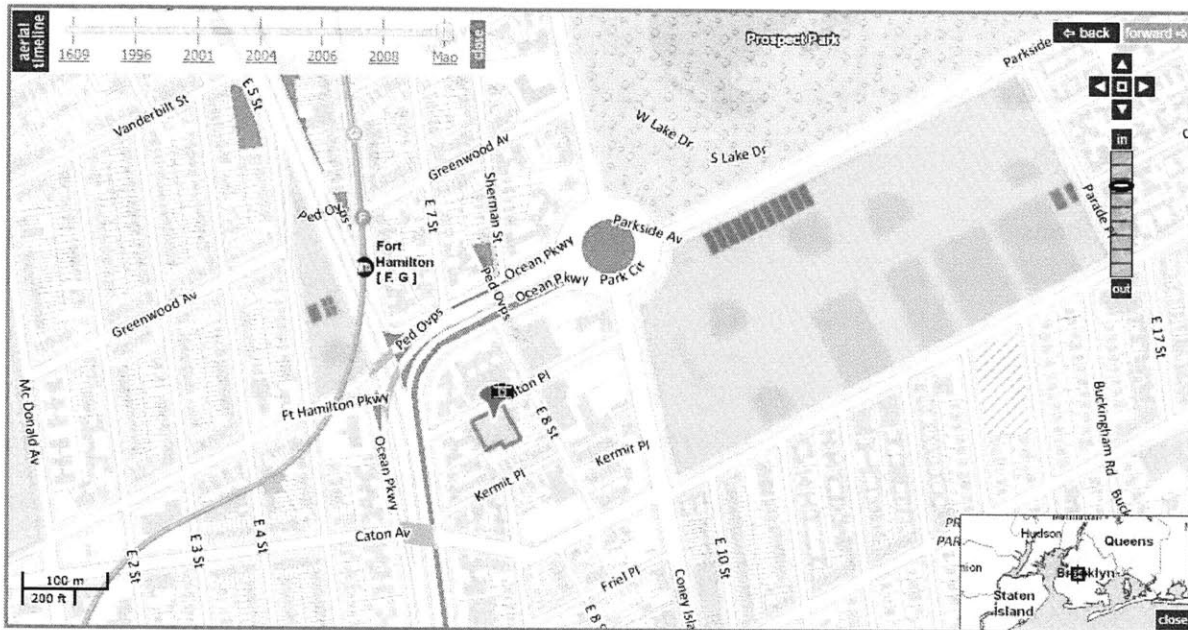 aerial timeline
1609 1996 2001 2004 2006 2008 Map
close
Prospect Park
back forward
Parkside
E 5 St
Vanderbilt St
Greenwood Av
W Lake Dr
S Lake Dr
in
Sherman St
E 7 St
Ped Ovps
Parkside Av
Parade Pl
Fort
Hamilton
[ F. G ]
Ocean Pkwy
Ocean Pkwy
Park Cir
Ped Ovps
out
Greenwood Av
Ped Ovps
E 17 St
Mc Donald Av
Ft Hamilton Pkwy
E 8 St
Buckingham Rd
Ocean Pkwy
Kermit Pl
Kermit Pl
Caton Av
E 2 St
E 3 St
E 4 St
E 10 St
Friel Pl
Coney Island
E 8 S
100 m
200 ft
Hudson
Queens
Brooklyn
Staten
Island
close